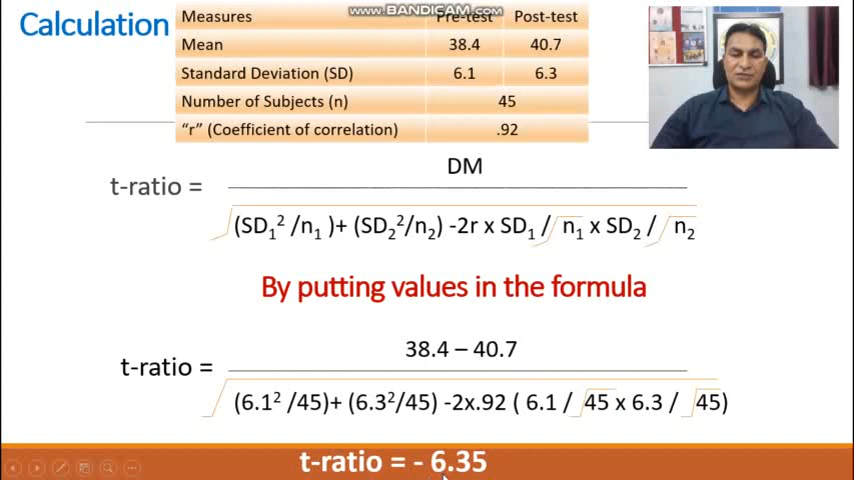 www.BANDICAM.com
Calculation
Measures Pre-test Post-test
Mean 38.4 40.7
Standard Deviation (SD) 6.1 6.3
Number of Subjects (n) 45
“r” (Coefficient of correlation) .92
DM
t-ratio =
√(SD₁² /n₁ )+ (SD₂²/n₂) -2r x SD₁ /√ n₁ x SD₂ /√ n₂
By putting values in the formula
38.4 – 40.7
t-ratio =
√(6.1² /45)+ (6.3²/45) -2x.92 ( 6.1 /√ 45 x 6.3 / √45)
t-ratio = - 6.35